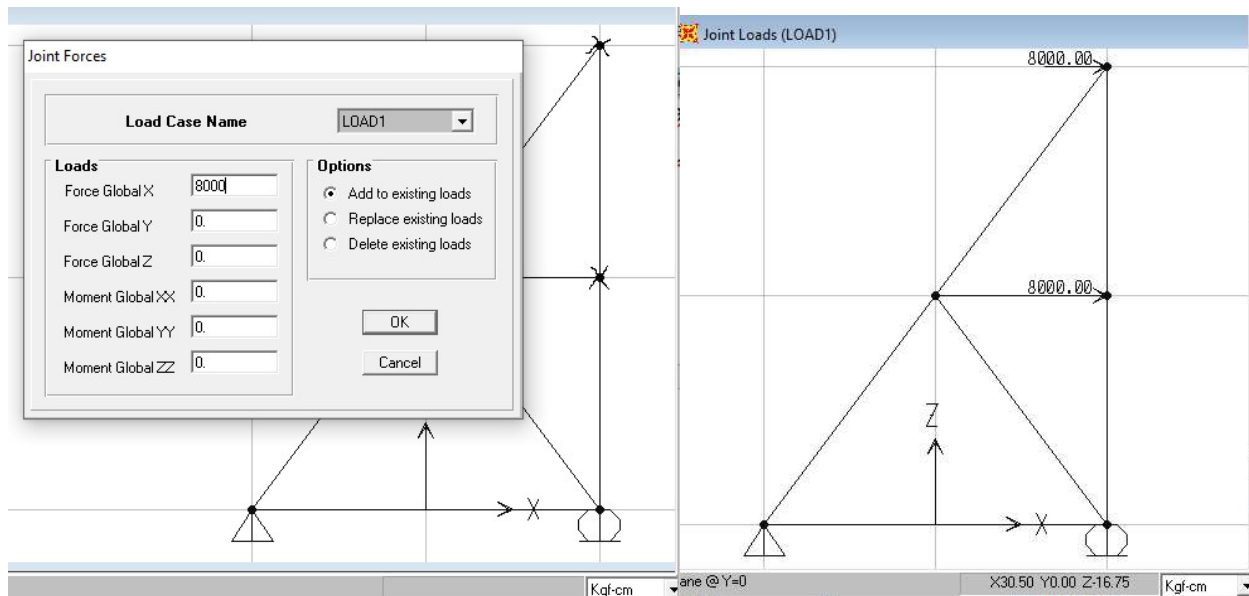 Joint Forces
Load Case Name LOAD1
Loads
Force Global X 8000
Force Global Y 0.
Force Global Z 0.
Moment Global XX 0.
Moment Global YY 0.
Moment Global ZZ 0.
Options
Add to existing loads
Replace existing loads
Delete existing loads
OK
Cancel
X
Kgf-cm
Joint Loads (LOAD1)
8000.00
8000.00
Z
X
ane @ Y=0 X30.50 Y0.00 Z-16.75 Kgf-cm